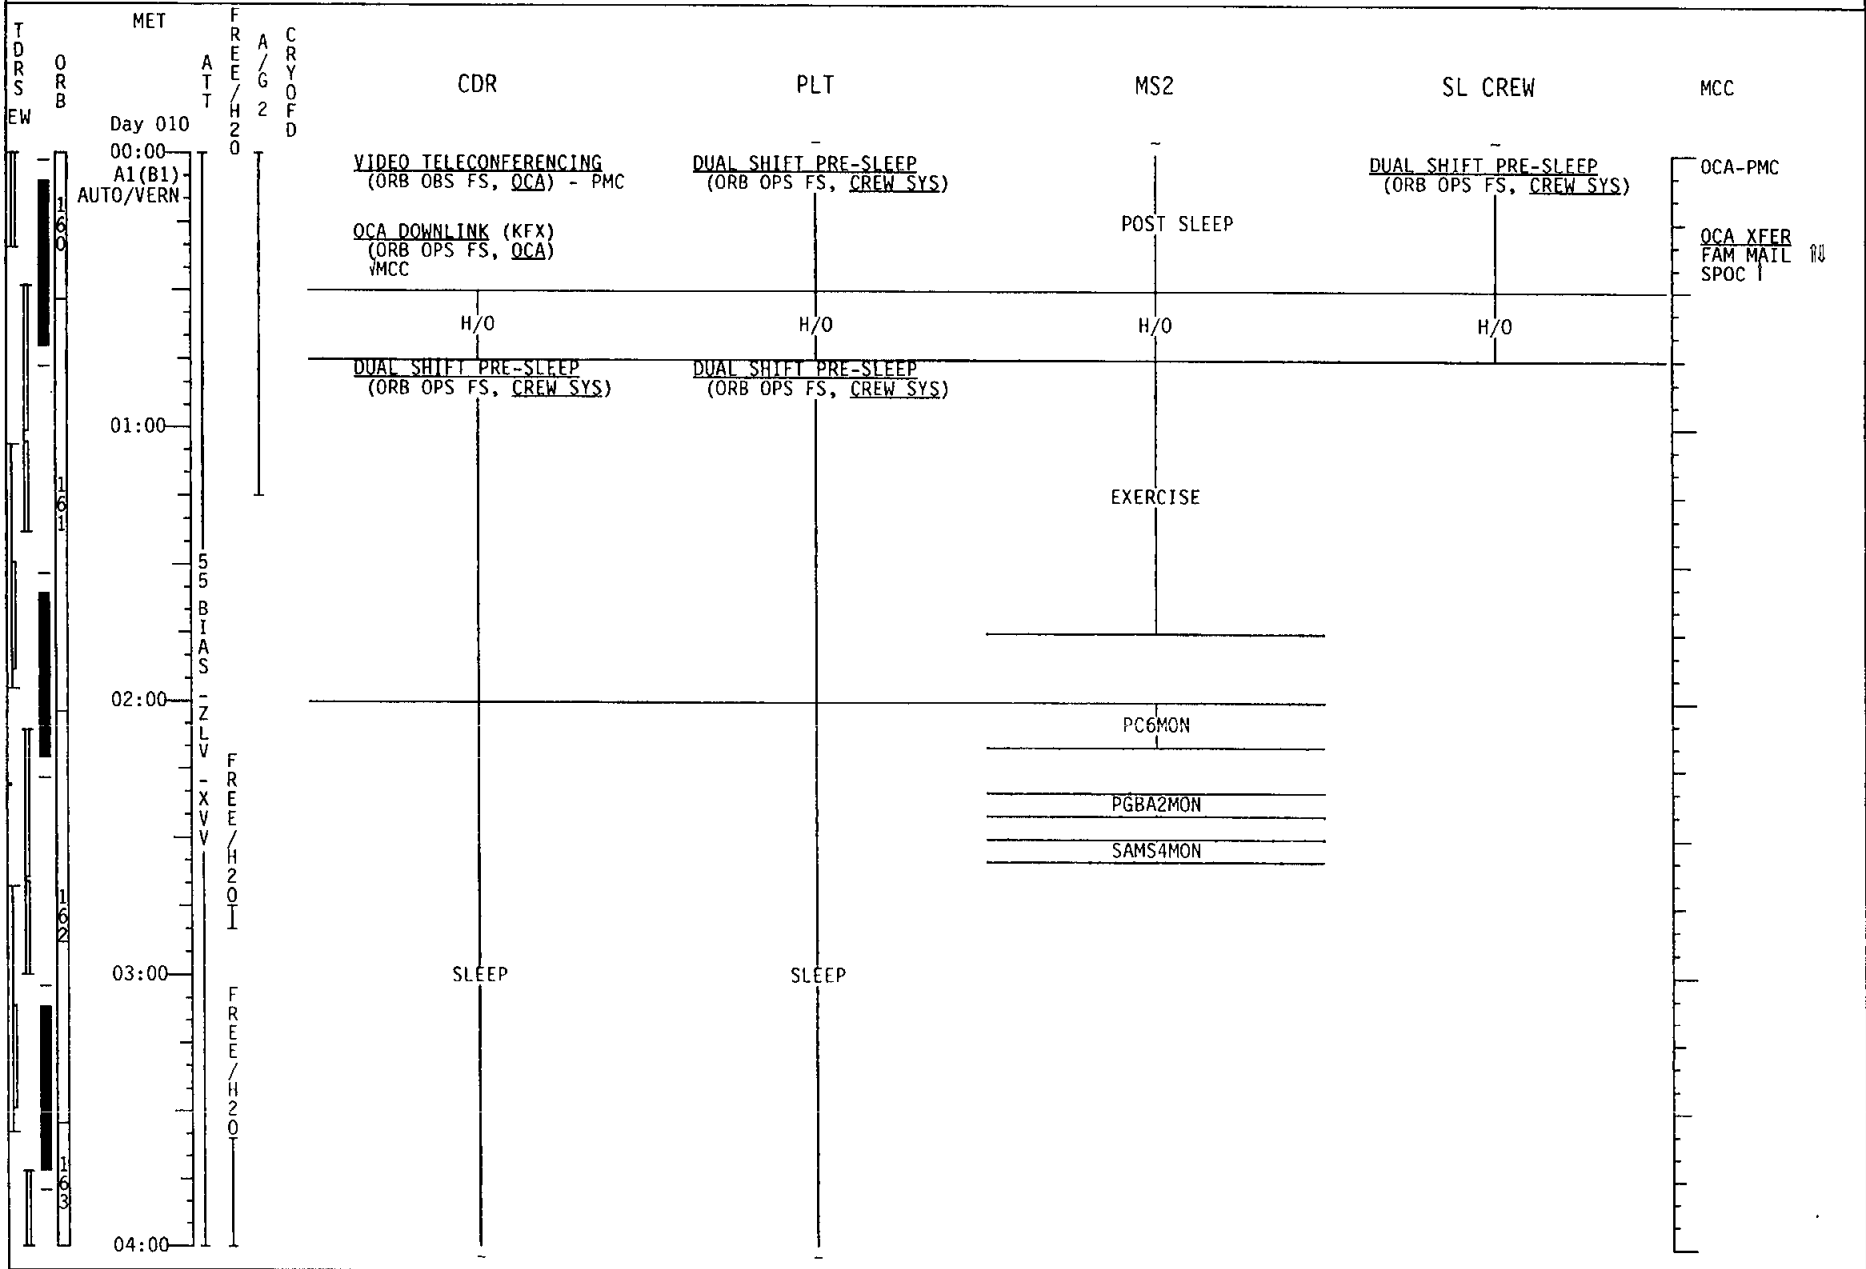 MET
TDRS
EW
ORB
ATT
FREE/H20
A/G 2
CRYOFD
CDR
PLT
MS2
SL CREW
MCC
Day 010
00:00
A1(B1)
AUTO/VERN
VIDEO TELECONFERENCING
(ORB OBS FS, OCA) - PMC
DUAL SHIFT PRE-SLEEP
(ORB OPS FS, CREW SYS)
DUAL SHIFT PRE-SLEEP
(ORB OPS FS, CREW SYS)
OCA-PMC
160
OCA DOWNLINK (KFX)
(ORB OPS FS, OCA)
√MCC
POST SLEEP
OCA XFER
FAM MAIL ⇑⇓
SPOC ↑
H/O
H/O
H/O
H/O
DUAL SHIFT PRE-SLEEP
(ORB OPS FS, CREW SYS)
DUAL SHIFT PRE-SLEEP
(ORB OPS FS, CREW SYS)
01:00
161
EXERCISE
55 BIAS -ZLV -XVV
02:00
PC6MON
FREE/H20
PGBA2MON
SAMS4MON
162
03:00
SLEEP
SLEEP
FREE/H20
163
04:00